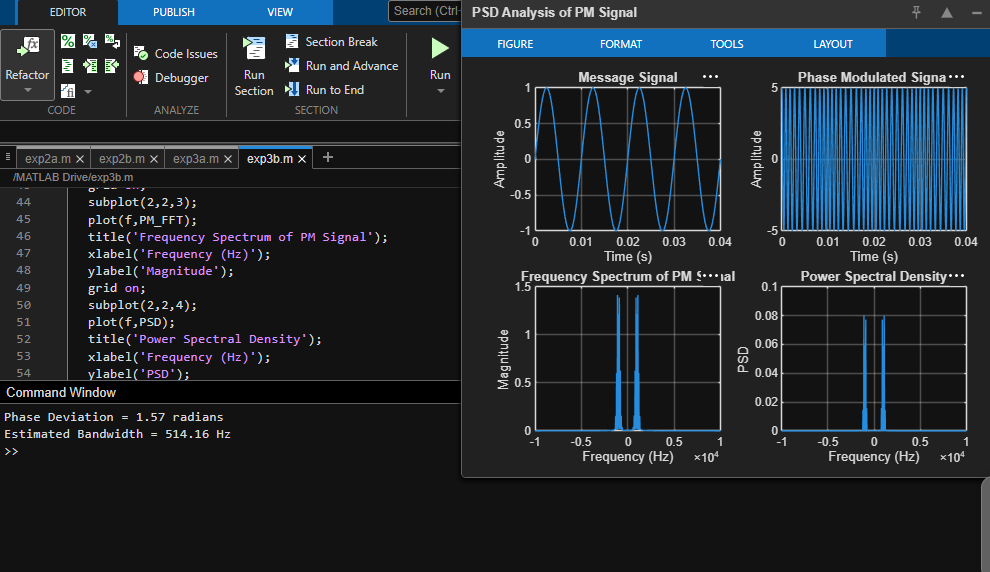 EDITOR PUBLISH VIEW Search (Ctrl
Refactor
CODE
Code Issues
Debugger
ANALYZE
Run
Section
Section Break
Run and Advance
Run to End
SECTION
Run
exp2a.m × exp2b.m × exp3a.m × exp3b.m × +
/MATLAB Drive/exp3b.m
grid on;
44 subplot(2,2,3);
45 plot(f,PM_FFT);
46 title('Frequency Spectrum of PM Signal');
47 xlabel('Frequency (Hz)');
48 ylabel('Magnitude');
49 grid on;
50 subplot(2,2,4);
51 plot(f,PSD);
52 title('Power Spectral Density');
53 xlabel('Frequency (Hz)');
54 ylabel('PSD');
Command Window
Phase Deviation = 1.57 radians
Estimated Bandwidth = 514.16 Hz
>>
PSD Analysis of PM Signal
FIGURE FORMAT TOOLS LAYOUT
Message Signal
Amplitude
1
0.5
0
-0.5
-1
0 0.01 0.02 0.03 0.04
Time (s)
Phase Modulated Signa
Amplitude
5
0
-5
0 0.01 0.02 0.03 0.04
Time (s)
Frequency Spectrum of PM S al
Magnitude
1.5
1
0.5
0
-1 -0.5 0 0.5 1
Frequency (Hz) ×10⁴
Power Spectral Density
PSD
0.1
0.08
0.06
0.04
0.02
0
-1 -0.5 0 0.5 1
Frequency (Hz) ×10⁴